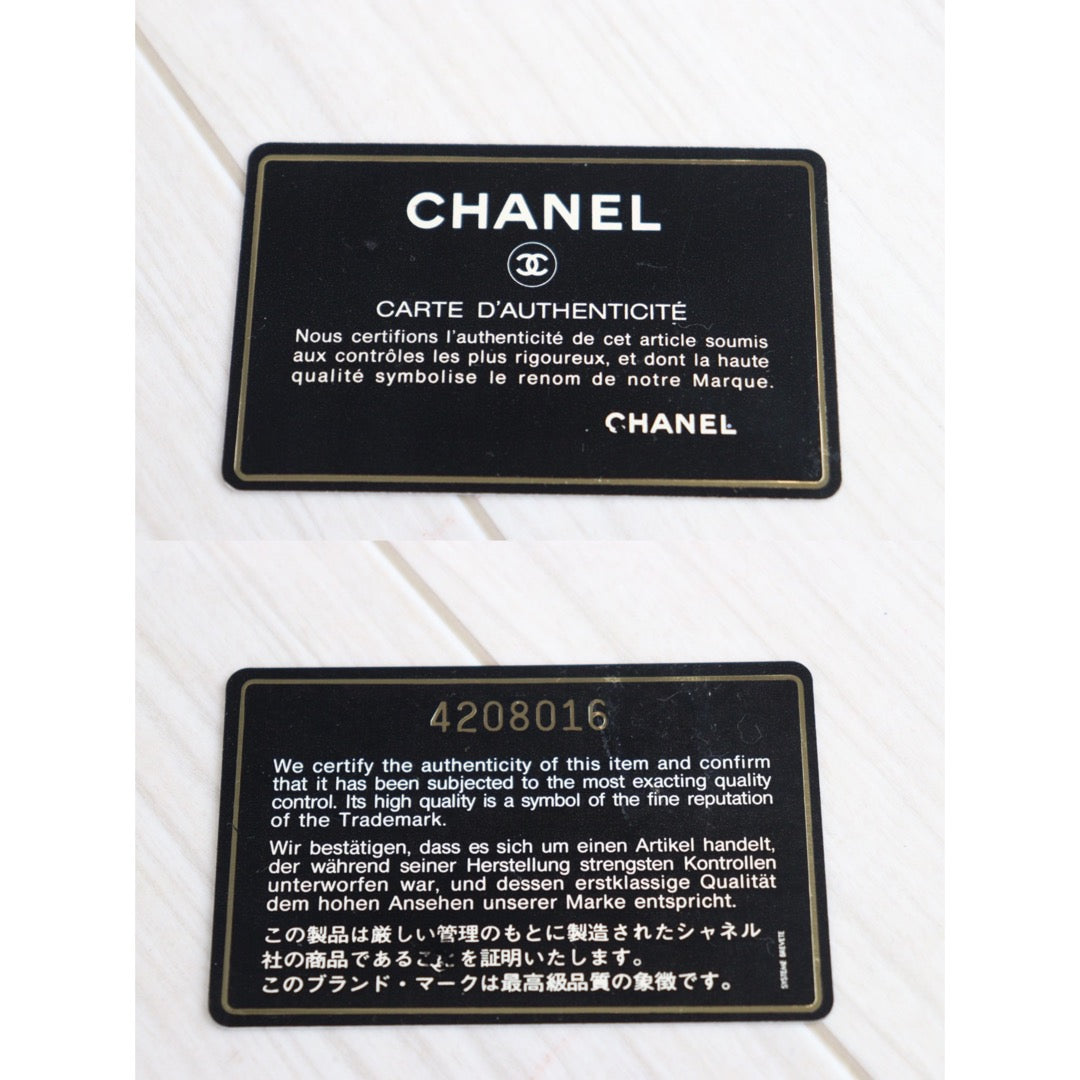 CHANEL
CARTE D'AUTHENTICITÉ
Nous certifions l'authenticité de cet article soumis
aux contrôles les plus rigoureux, et dont la haute
qualité symbolise le renom de notre Marque.
CHANEL
4208016
We certify the authenticity of this item and confirm
that it has been subjected to the most exacting quality
control. Its high quality is a symbol of the fine reputation
of the Trademark.
Wir bestätigen, dass es sich um einen Artikel handelt,
der während seiner Herstellung strengsten Kontrollen
unterworfen war, und dessen erstklassige Qualität
dem hohen Ansehen unserer Marke entspricht.
この製品は厳しい管理のもとに製造されたシャネル
社の商品であることを証明いたします。
このブランド・マークは最高級品質の象徴です。
SYSTEME BREVETE